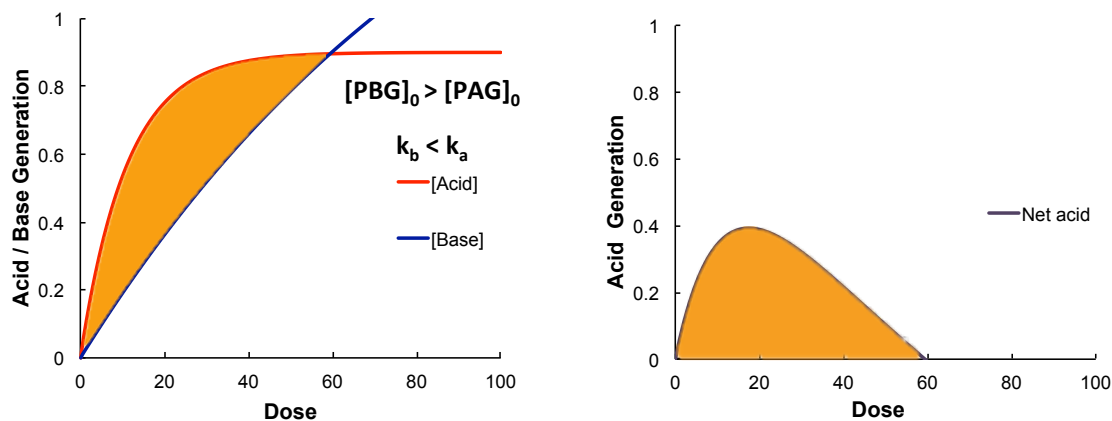 1
0.8
0.6
0.4
0.2
0
0 20 40 60 80 100
Acid / Base Generation
Dose
[PBG]₀ > [PAG]₀
k_b < k_a
[Acid]
[Base]
1
0.8
0.6
0.4
0.2
0
0 20 40 60 80 100
Acid Generation
Dose
Net acid